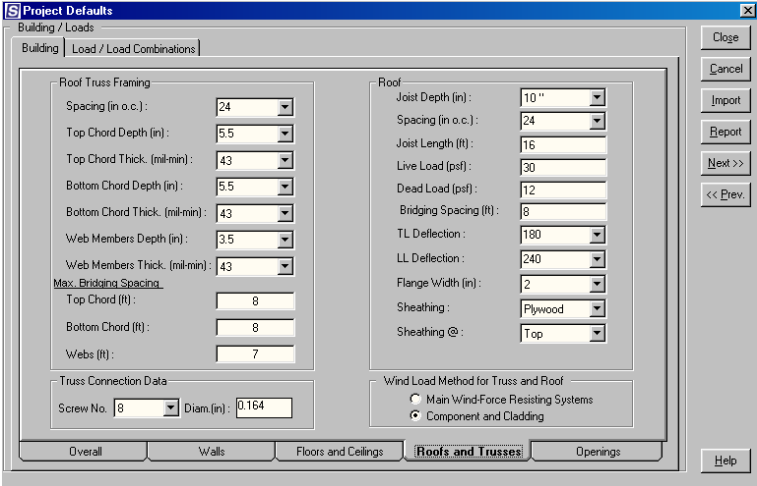 Project Defaults
Building / Loads
Building
Load / Load Combinations
Roof Truss Framing
Spacing (in o.c.) : 24
Top Chord Depth (in) : 5.5
Top Chord Thick. (mil-min) : 43
Bottom Chord Depth (in) : 5.5
Bottom Chord Thick. (mil-min) : 43
Web Members Depth (in) : 3.5
Web Members Thick. (mil-min) : 43
Max. Bridging Spacing
Top Chord (ft) : 8
Bottom Chord (ft) : 8
Webs (ft) : 7
Truss Connection Data
Screw No. 8 Diam.(in) : 0.164
Roof
Joist Depth (in) : 10 "
Spacing (in o.c.) : 24
Joist Length (ft) : 16
Live Load (psf) : 30
Dead Load (psf) : 12
Bridging Spacing (ft) : 8
TL Deflection : 180
LL Deflection : 240
Flange Width (in) : 2
Sheathing : Plywood
Sheathing @ : Top
Wind Load Method for Truss and Roof
Main Wind-Force Resisting Systems
Component and Cladding
Overall
Walls
Floors and Ceilings
Roofs and Trusses
Openings
Close
Cancel
Import
Report
Next >>
<< Prev.
Help